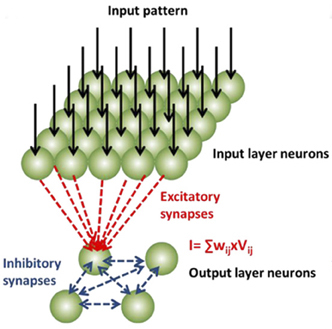 Input pattern
Input layer neurons
Excitatory
synapses
I= ∑wᵢⱼxVᵢⱼ
Inhibitory
synapses
Output layer neurons